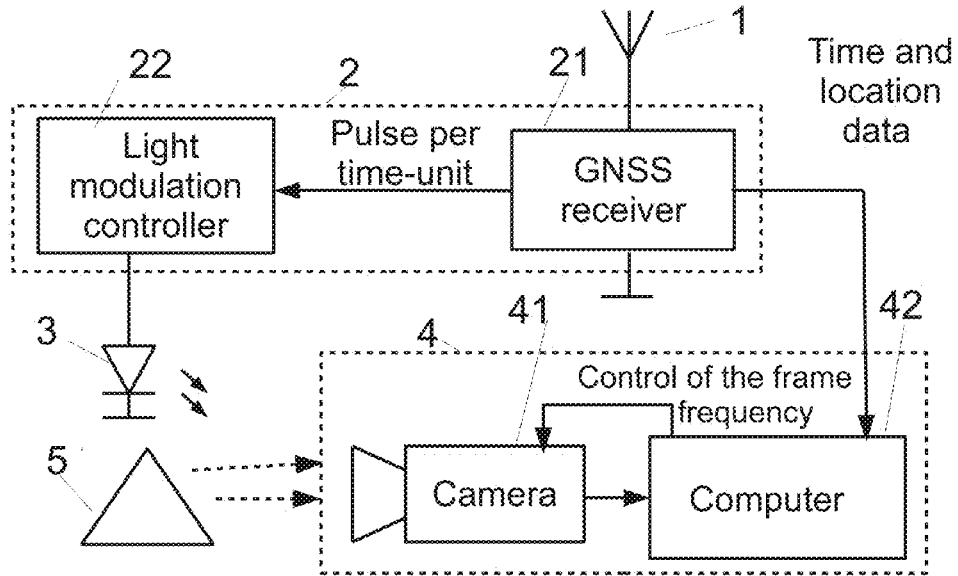 1
Time and
location
data
22
2
21
Light
modulation
controller
Pulse per
time-unit
GNSS
receiver
3
4
41
42
Control of the frame
frequency
5
Camera
Computer